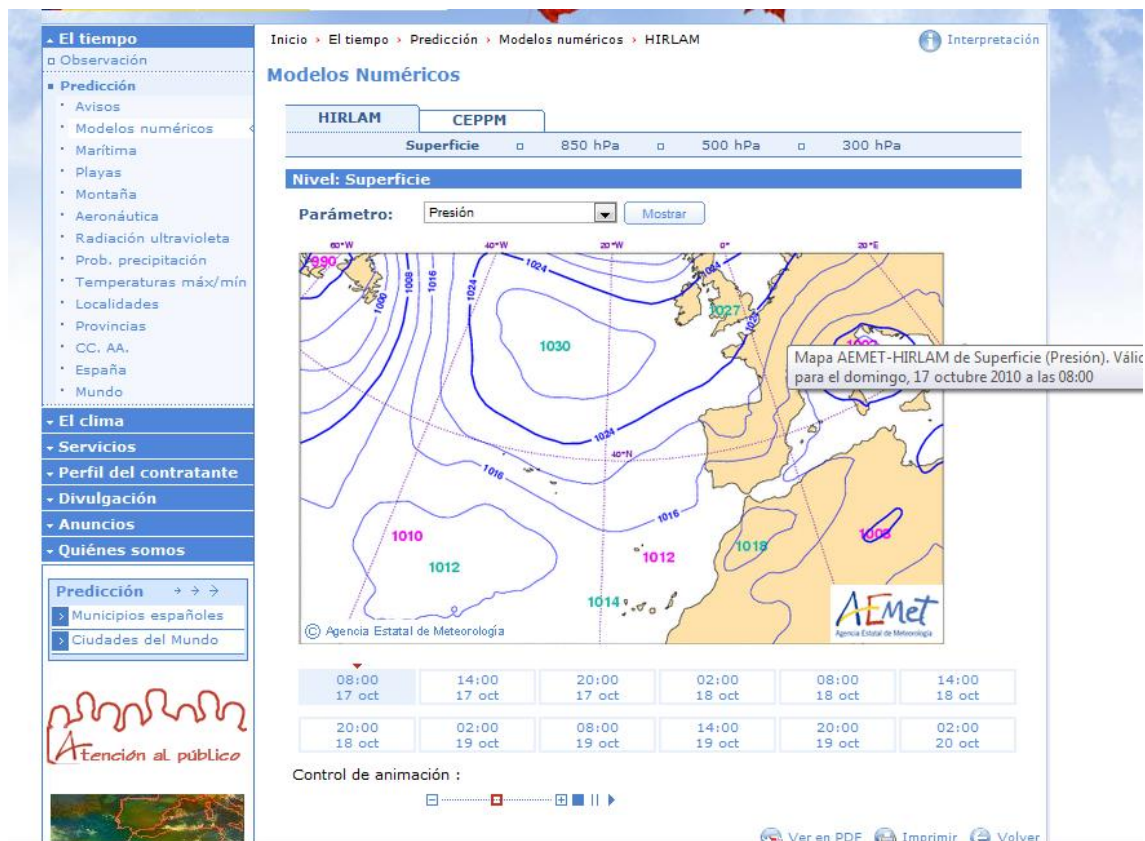 El tiempo
Observación
Predicción
Avisos
Modelos numéricos
Marítima
Playas
Montaña
Aeronáutica
Radiación ultravioleta
Prob. precipitación
Temperaturas máx/mín
Localidades
Provincias
CC. AA.
España
Mundo
El clima
Servicios
Perfil del contratante
Divulgación
Anuncios
Quiénes somos
Predicción
Municipios españoles
Ciudades del Mundo
Atención al público
Inicio › El tiempo › Predicción › Modelos numéricos › HIRLAM
Interpretación
Modelos Numéricos
HIRLAM CEPPM
Superficie 850 hPa 500 hPa 300 hPa
Nivel: Superficie
Parámetro: Presión Mostrar
60°W 40°W 20°W 0° 20°E
990
1000
1008
1016
1024
1024
1024
1027
1024
1030
Mapa AEMET-HIRLAM de Superficie (Presión).
para el domingo, 17 octubre 2010 a las 08:00
1024
40°N
1016
1016
1010
1012
1012
1018
1014
AEMet
Agencia Estatal de Meteorología
© Agencia Estatal de Meteorología
08:00 14:00 20:00 02:00 08:00 14:00
17 oct 17 oct 17 oct 18 oct 18 oct 18 oct
20:00 02:00 08:00 14:00 20:00 02:00
18 oct 19 oct 19 oct 19 oct 19 oct 20 oct
Control de animación :
Ver en PDF Imprimir Volver